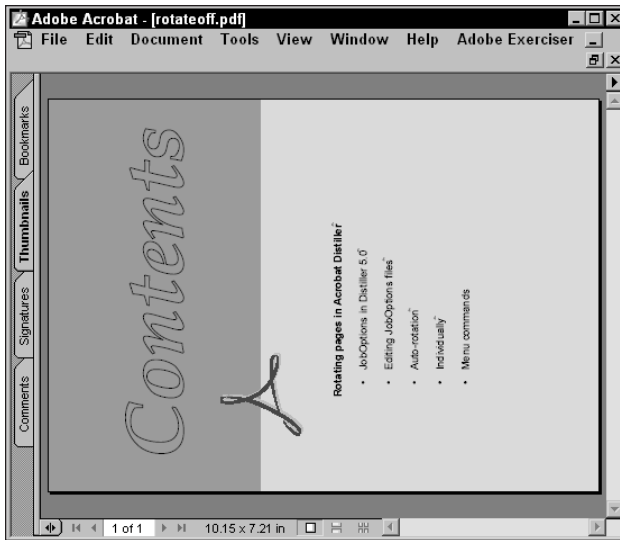 Adobe Acrobat - [rotateoff.pdf]
File Edit Document Tools View Window Help Adobe Exerciser
Bookmarks
Thumbnails
Signatures
Comments
Contents
Rotating pages in Acrobat Distiller
• JobOptions in Distiller 5.0
• Editing JobOptions files
• Auto-rotation
• Individually
• Menu commands
1 of 1 10.15 x 7.21 in